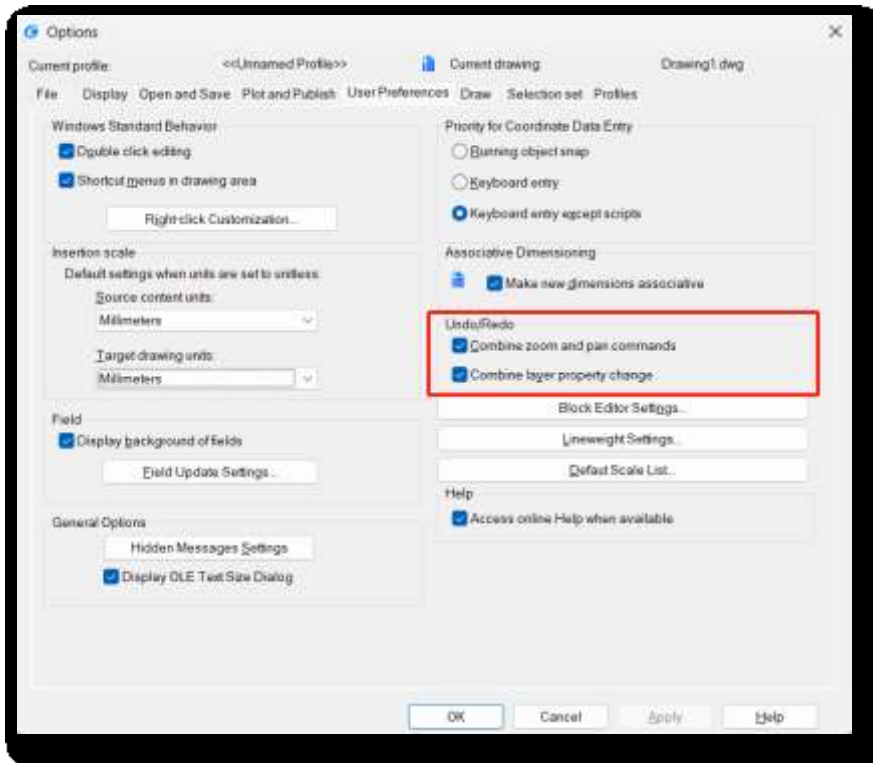 Options
Current profile: <<Unnamed Profile>> Current drawing: Drawing1.dwg
File Display Open and Save Plot and Publish User Preferences Draw Selection set Profiles
Windows Standard Behavior
Double click editing
Shortcut menus in drawing area
Right-click Customization...
Insertion scale
Default settings when units are set to unitless:
Source content units:
Millimeters
Target drawing units:
Millimeters
Field
Display background of fields
Field Update Settings...
General Options
Hidden Messages Settings
Display OLE Text Size Dialog
Priority for Coordinate Data Entry
Running object snap
Keyboard entry
Keyboard entry except scripts
Associative Dimensioning
Make new dimensions associative
Undo/Redo
Combine zoom and pan commands
Combine layer property change
Block Editor Settings...
Lineweight Settings...
Default Scale List...
Help
Access online Help when available
OK Cancel Apply Help